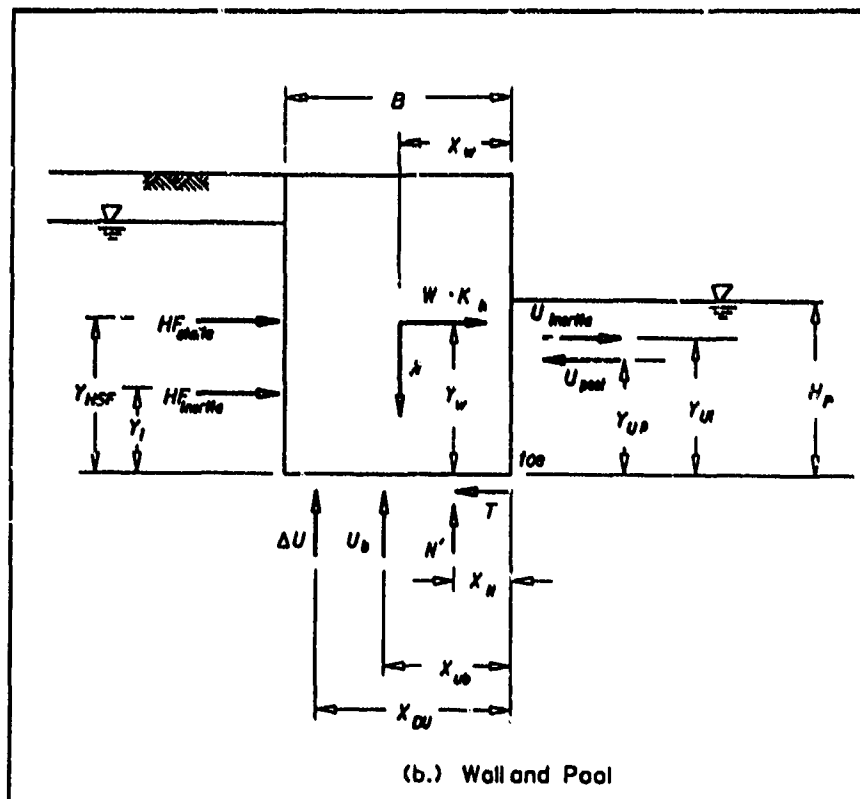 B
X_w
W · K_h
HF_static
U_inertia
Y_HSF
HF_inertia
U_pool
Y_w
Y_I
Y_UP
Y_UI
H_P
toe
T
ΔU
U_b
N'
X_N
X_ub
X_DU
(b.) Wall and Pool